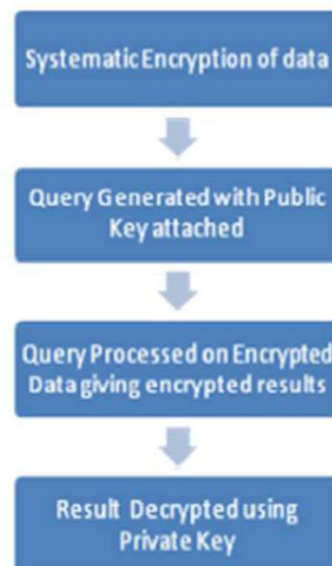 Systematic Encryption of data
Query Generated with Public
Key attached
Query Processed on Encrypted
Data giving encrypted results
Result Decrypted using
Private Key